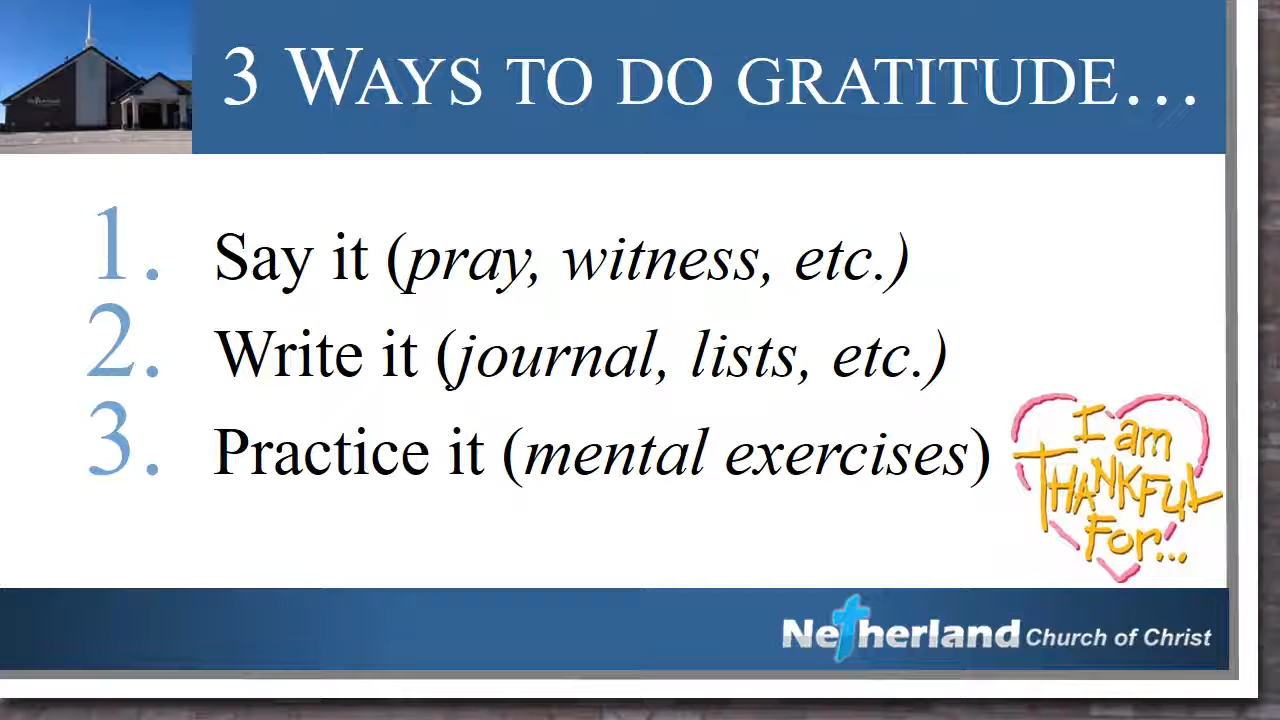 3 WAYS TO DO GRATITUDE…
1. Say it (pray, witness, etc.)
2. Write it (journal, lists, etc.)
3. Practice it (mental exercises)
I am
THANKFUL
For...
Netherland Church of Christ